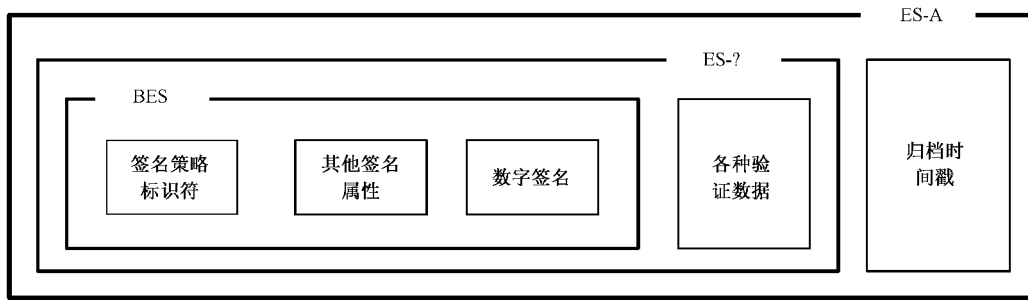 ES-A
ES-?
BES
签名策略
标识符
其他签名
属性
数字签名
各种验
证数据
归档时
间戳